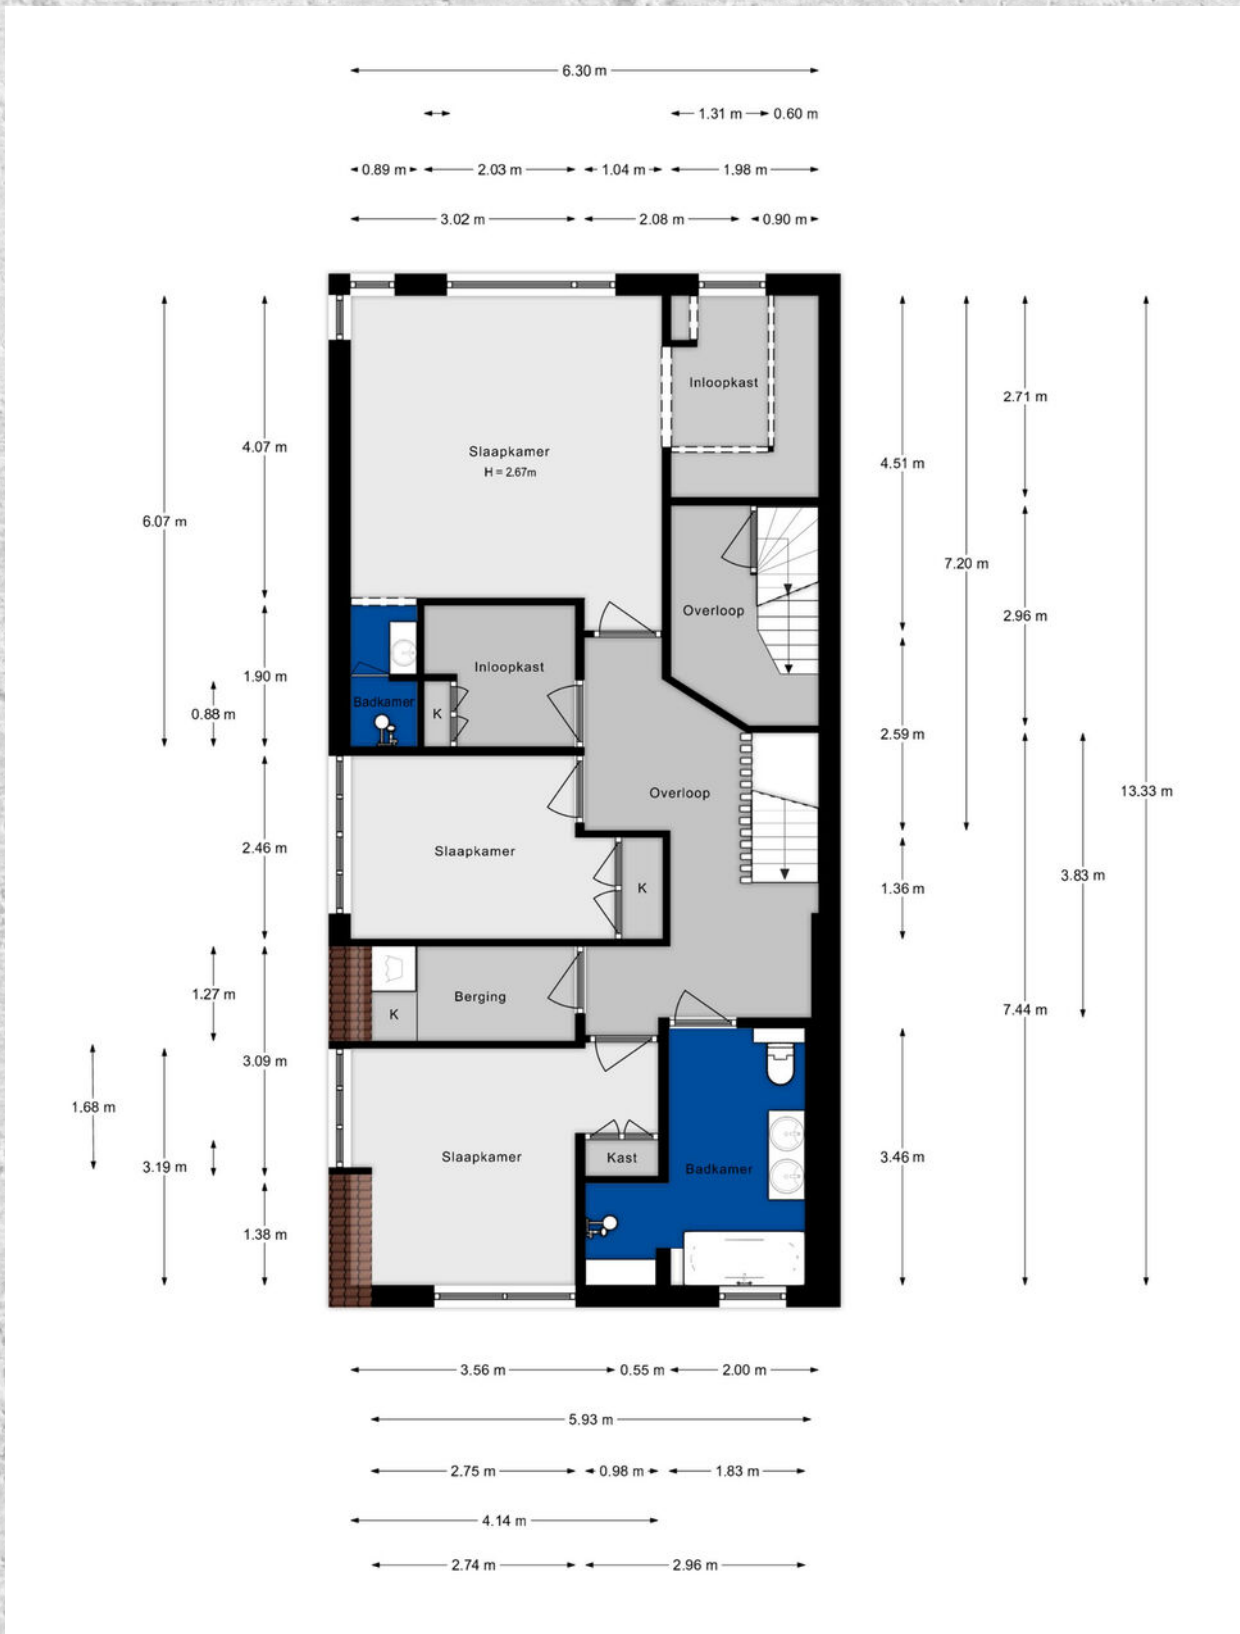 6.30 m
1.31 m
0.60 m
0.89 m
2.03 m
1.04 m
1.98 m
3.02 m
2.08 m
0.90 m
Inloopkast
2.71 m
4.07 m
Slaapkamer
H = 2.67m
4.51 m
6.07 m
7.20 m
Overloop
2.96 m
Inloopkast
1.90 m
Badkamer
K
0.88 m
2.59 m
Overloop
13.33 m
2.46 m
Slaapkamer
K
1.36 m
3.83 m
1.27 m
Berging
K
7.44 m
3.09 m
1.68 m
3.19 m
Slaapkamer
Kast
Badkamer
3.46 m
1.38 m
3.56 m
0.55 m
2.00 m
5.93 m
2.75 m
0.98 m
1.83 m
4.14 m
2.74 m
2.96 m